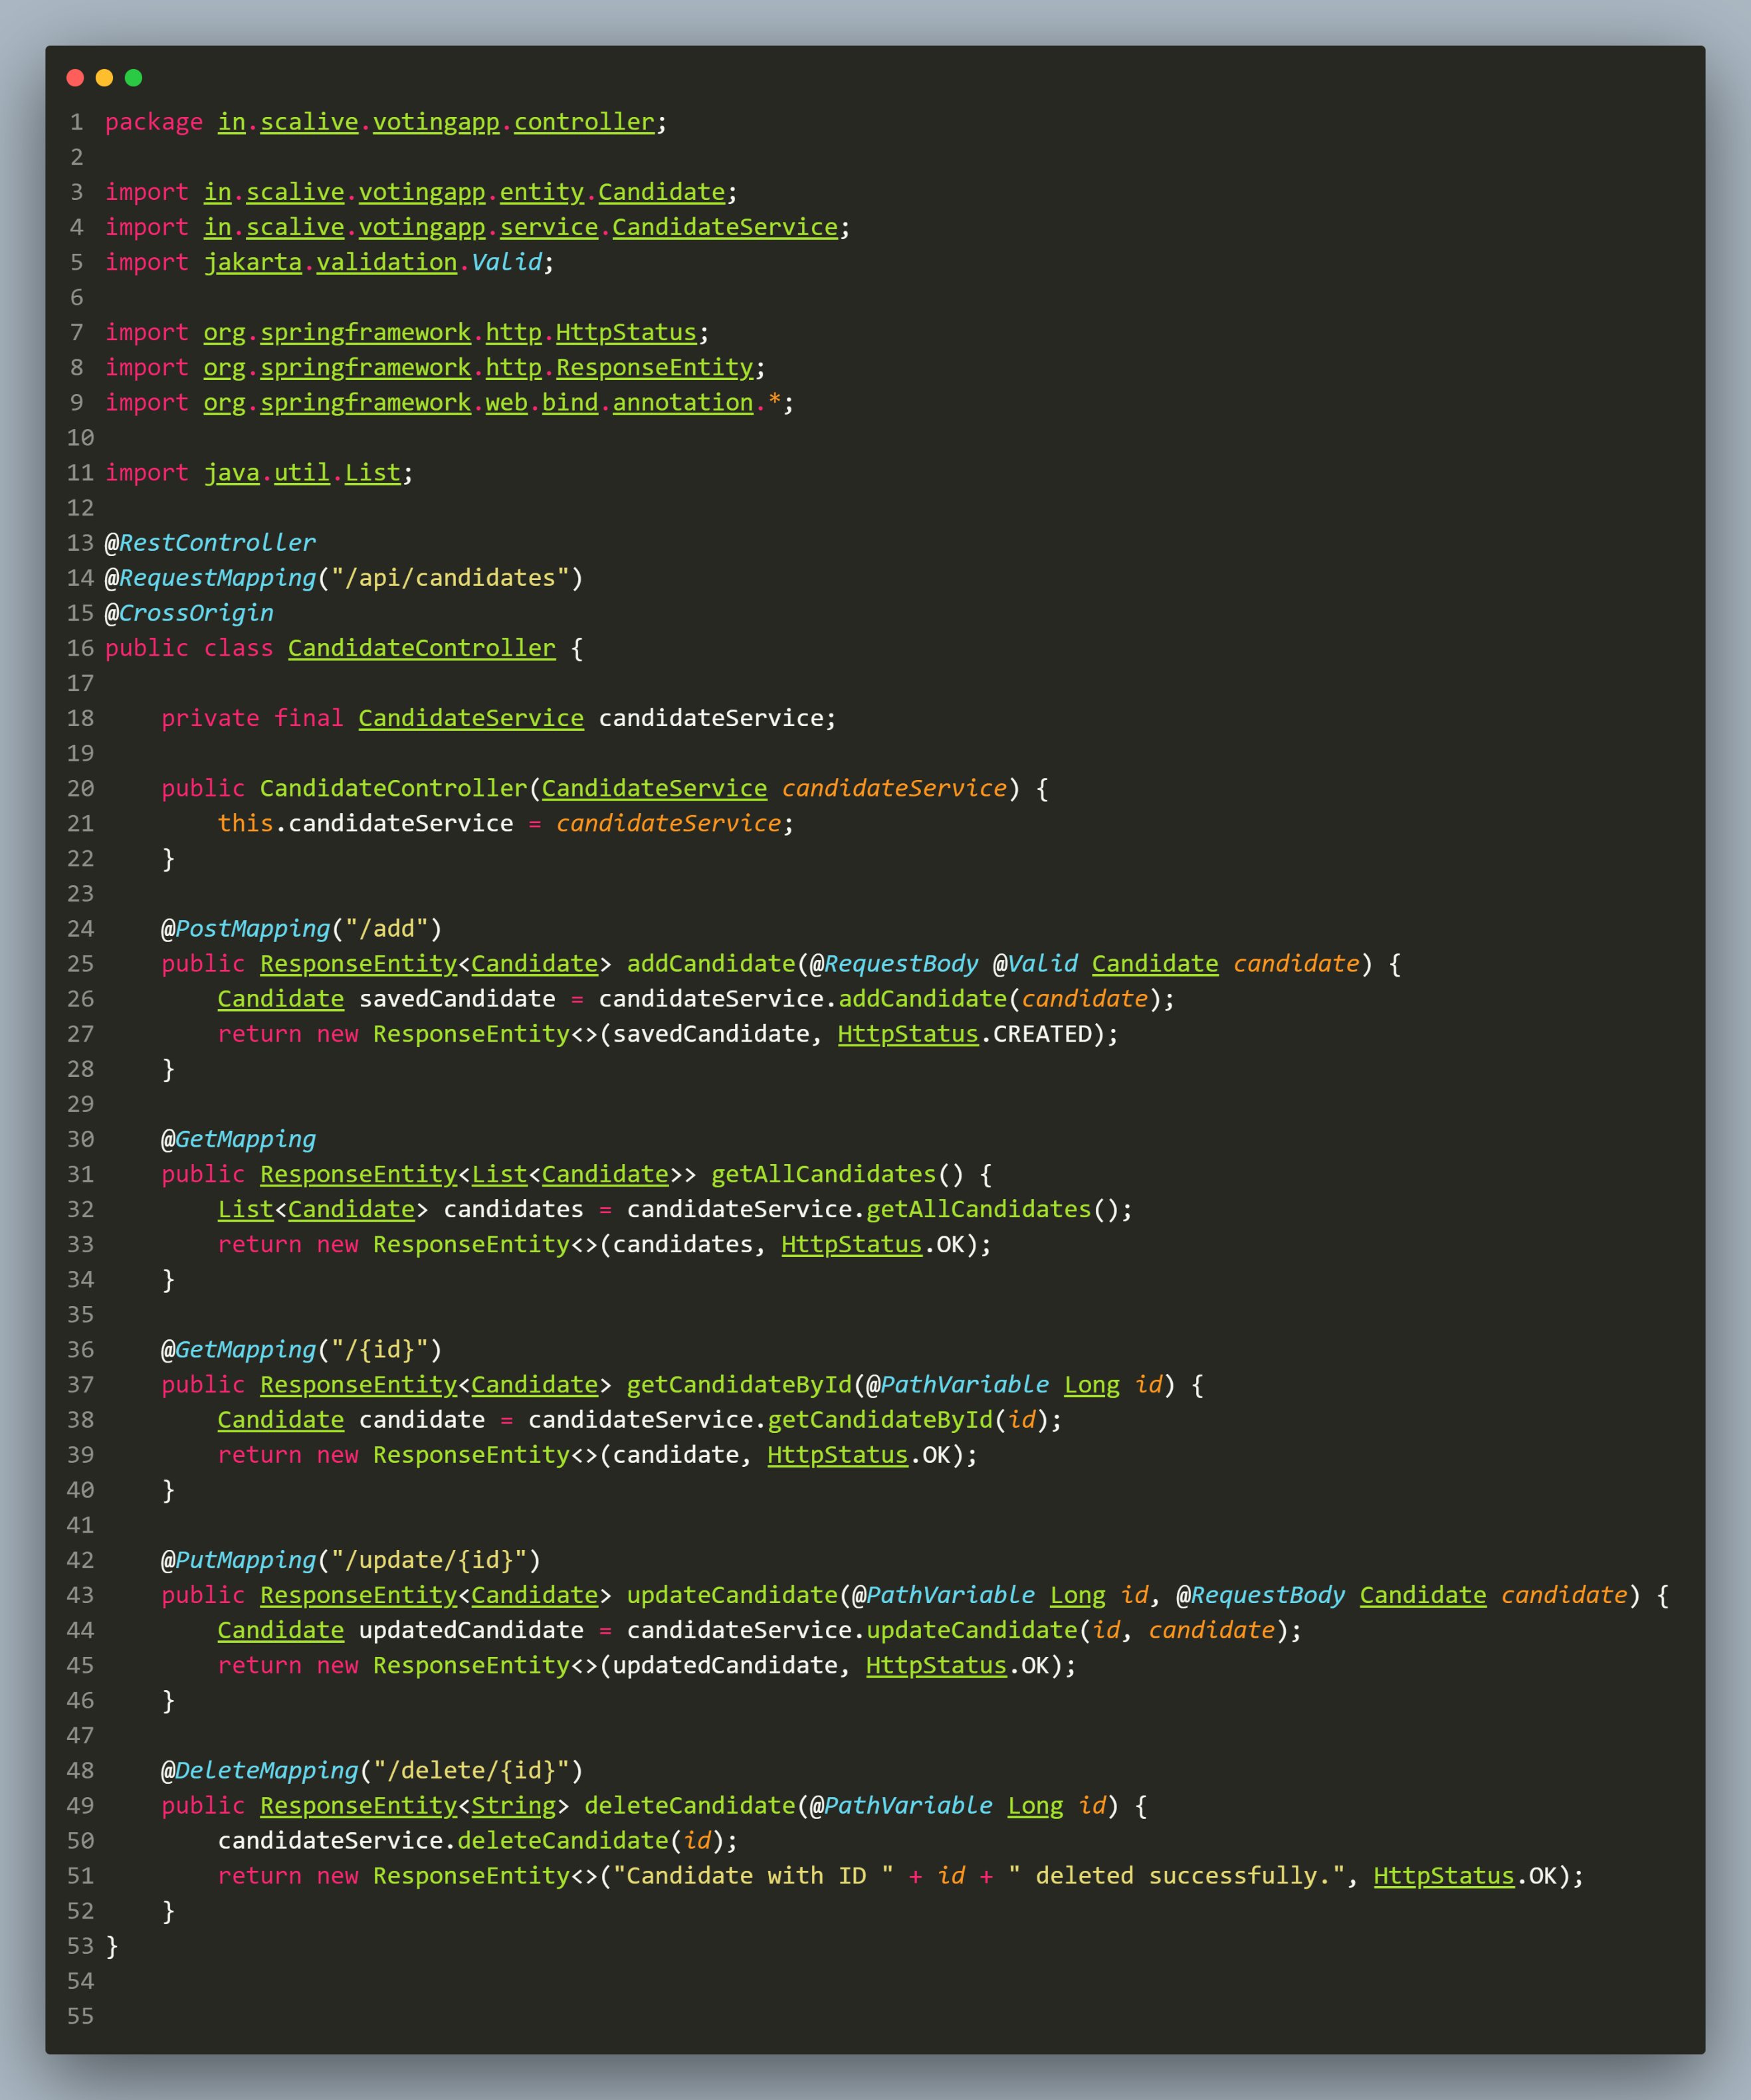 1 package in.scalive.votingapp.controller;
2
3 import in.scalive.votingapp.entity.Candidate;
4 import in.scalive.votingapp.service.CandidateService;
5 import jakarta.validation.Valid;
6
7 import org.springframework.http.HttpStatus;
8 import org.springframework.http.ResponseEntity;
9 import org.springframework.web.bind.annotation.*;
10
11 import java.util.List;
12
13 @RestController
14 @RequestMapping("/api/candidates")
15 @CrossOrigin
16 public class CandidateController {
17
18     private final CandidateService candidateService;
19
20     public CandidateController(CandidateService candidateService) {
21         this.candidateService = candidateService;
22     }
23
24     @PostMapping("/add")
25     public ResponseEntity<Candidate> addCandidate(@RequestBody @Valid Candidate candidate) {
26         Candidate savedCandidate = candidateService.addCandidate(candidate);
27         return new ResponseEntity<>(savedCandidate, HttpStatus.CREATED);
28     }
29
30     @GetMapping
31     public ResponseEntity<List<Candidate>> getAllCandidates() {
32         List<Candidate> candidates = candidateService.getAllCandidates();
33         return new ResponseEntity<>(candidates, HttpStatus.OK);
34     }
35
36     @GetMapping("/{id}")
37     public ResponseEntity<Candidate> getCandidateById(@PathVariable Long id) {
38         Candidate candidate = candidateService.getCandidateById(id);
39         return new ResponseEntity<>(candidate, HttpStatus.OK);
40     }
41
42     @PutMapping("/update/{id}")
43     public ResponseEntity<Candidate> updateCandidate(@PathVariable Long id, @RequestBody Candidate candidate) {
44         Candidate updatedCandidate = candidateService.updateCandidate(id, candidate);
45         return new ResponseEntity<>(updatedCandidate, HttpStatus.OK);
46     }
47
48     @DeleteMapping("/delete/{id}")
49     public ResponseEntity<String> deleteCandidate(@PathVariable Long id) {
50         candidateService.deleteCandidate(id);
51         return new ResponseEntity<>("Candidate with ID " + id + " deleted successfully.", HttpStatus.OK);
52     }
53 }
54
55